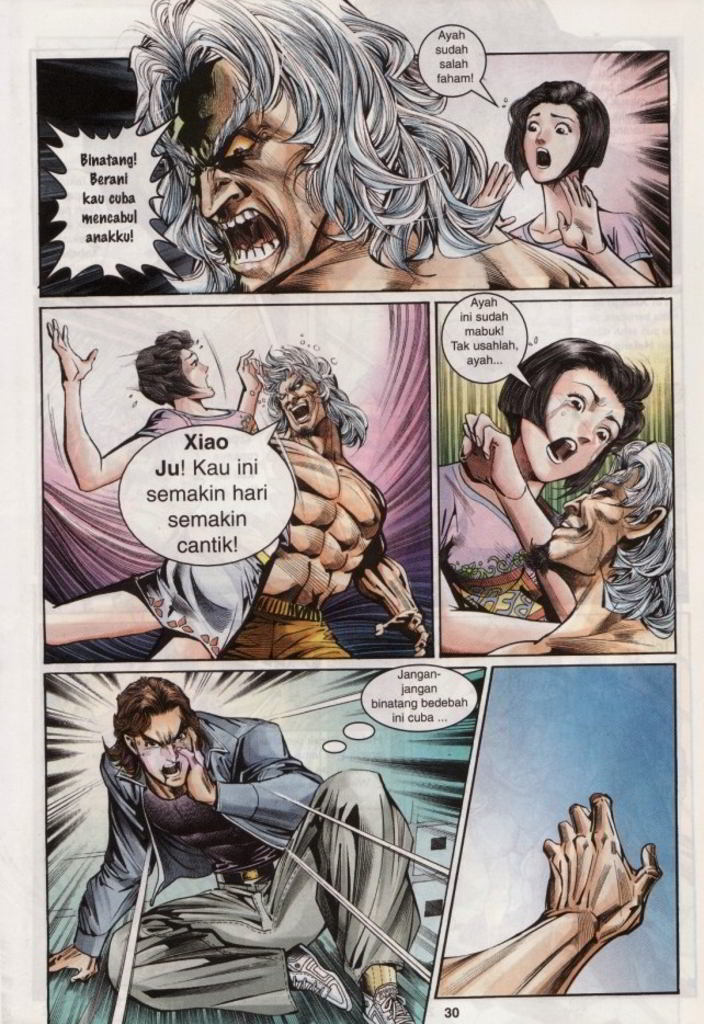 Ayah
sudah
salah
faham!
Binatang!
Berani
kau cuba
mencabul
anakku!
Xiao
Ju! Kau ini
semakin hari
semakin
cantik!
Ayah
ini sudah
mabuk!
Tak usahlah,
ayah...
Jangan-
jangan
binatang bedebah
ini cuba ...
30